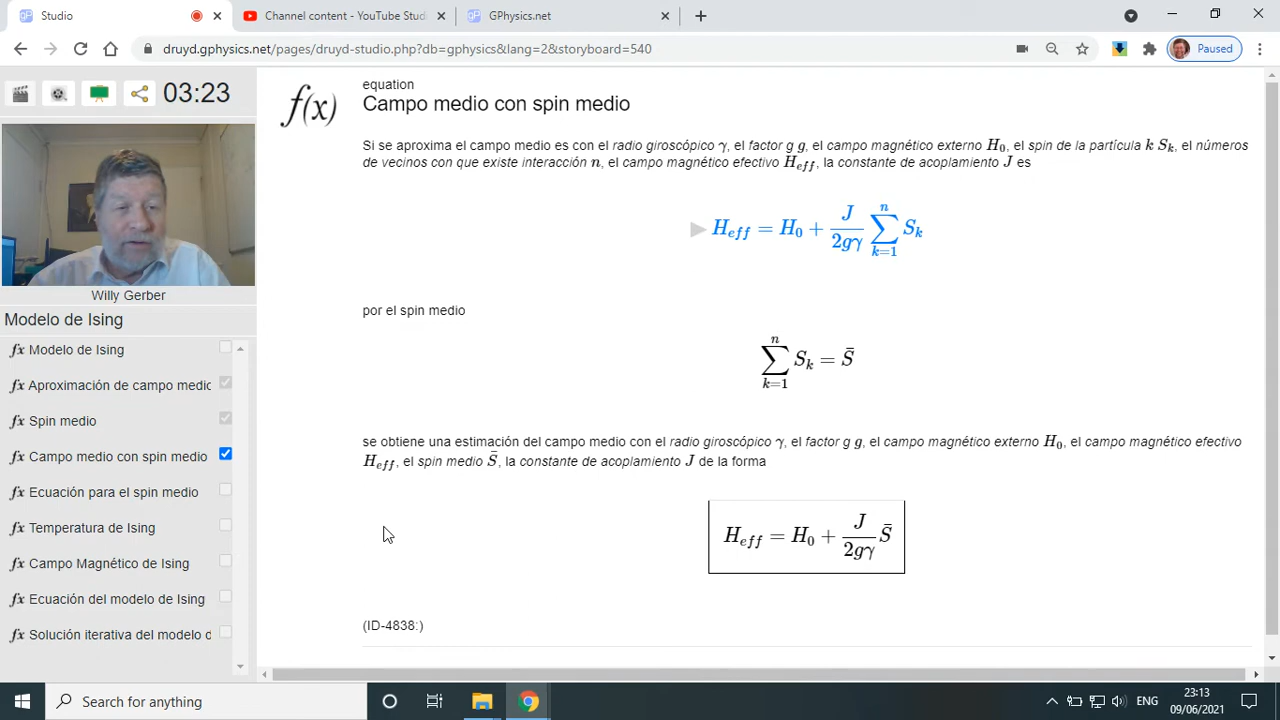 Studio
Channel content - YouTube Stud
GPhysics.net
druyd.gphysics.net/pages/druyd-studio.php?db=gphysics&lang=2&storyboard=540
Paused
03:23
Willy Gerber
Modelo de Ising
fx Modelo de Ising
fx Aproximación de campo medic
fx Spin medio
fx Campo medio con spin medio
fx Ecuación para el spin medio
fx Temperatura de Ising
fx Campo Magnético de Ising
fx Ecuación del modelo de Ising
fx Solución iterativa del modelo d
f(x)
equation
Campo medio con spin medio
Si se aproxima el campo medio es con el radio giroscópico γ, el factor g g, el campo magnético externo H₀, el spin de la partícula k Sₖ, el números
de vecinos con que existe interacción n, el campo magnético efectivo H_eff, la constante de acoplamiento J es
H_eff = H₀ + J/2gγ ∑_{k=1}^{n} Sₖ
por el spin medio
∑_{k=1}^{n} Sₖ = S̄
se obtiene una estimación del campo medio con el radio giroscópico γ, el factor g g, el campo magnético externo H₀, el campo magnético efectivo
H_eff, el spin medio S̄, la constante de acoplamiento J de la forma
H_eff = H₀ + J/2gγ S̄
(ID-4838:)
Search for anything
ENG
23:13
09/06/2021